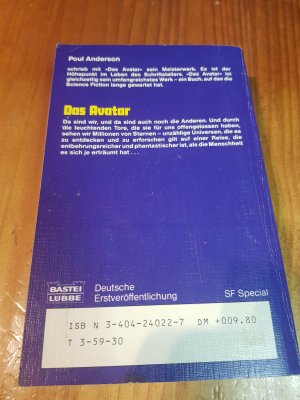 Poul Anderson
schrieb mit »Das Avatar« sein Meisterwerk. Es ist der
Höhepunkt im Leben des Schriftstellers. »Das Avatar« ist
gleichzeitig sein umfangreichstes Werk – ein Buch, auf das die
Science Fiction lange gewartet hat.
Das Avatar
Da sind wir, und da sind auch noch die Anderen. Und durch
die leuchtenden Tore, die sie für uns offengelassen haben,
sehen wir Millionen von Sternen – unzählige Universen, die es
zu entdecken und zu erforschen gilt auf einer Reise, die
entbehrungsreicher und phantastischer ist, als die Menschheit
es sich je erträumt hat . . .
BASTEI
LÜBBE
Deutsche
Erstveröffentlichung
SF Special
ISB N 3-404-24022-7 DM +009.80
T 3-59-30